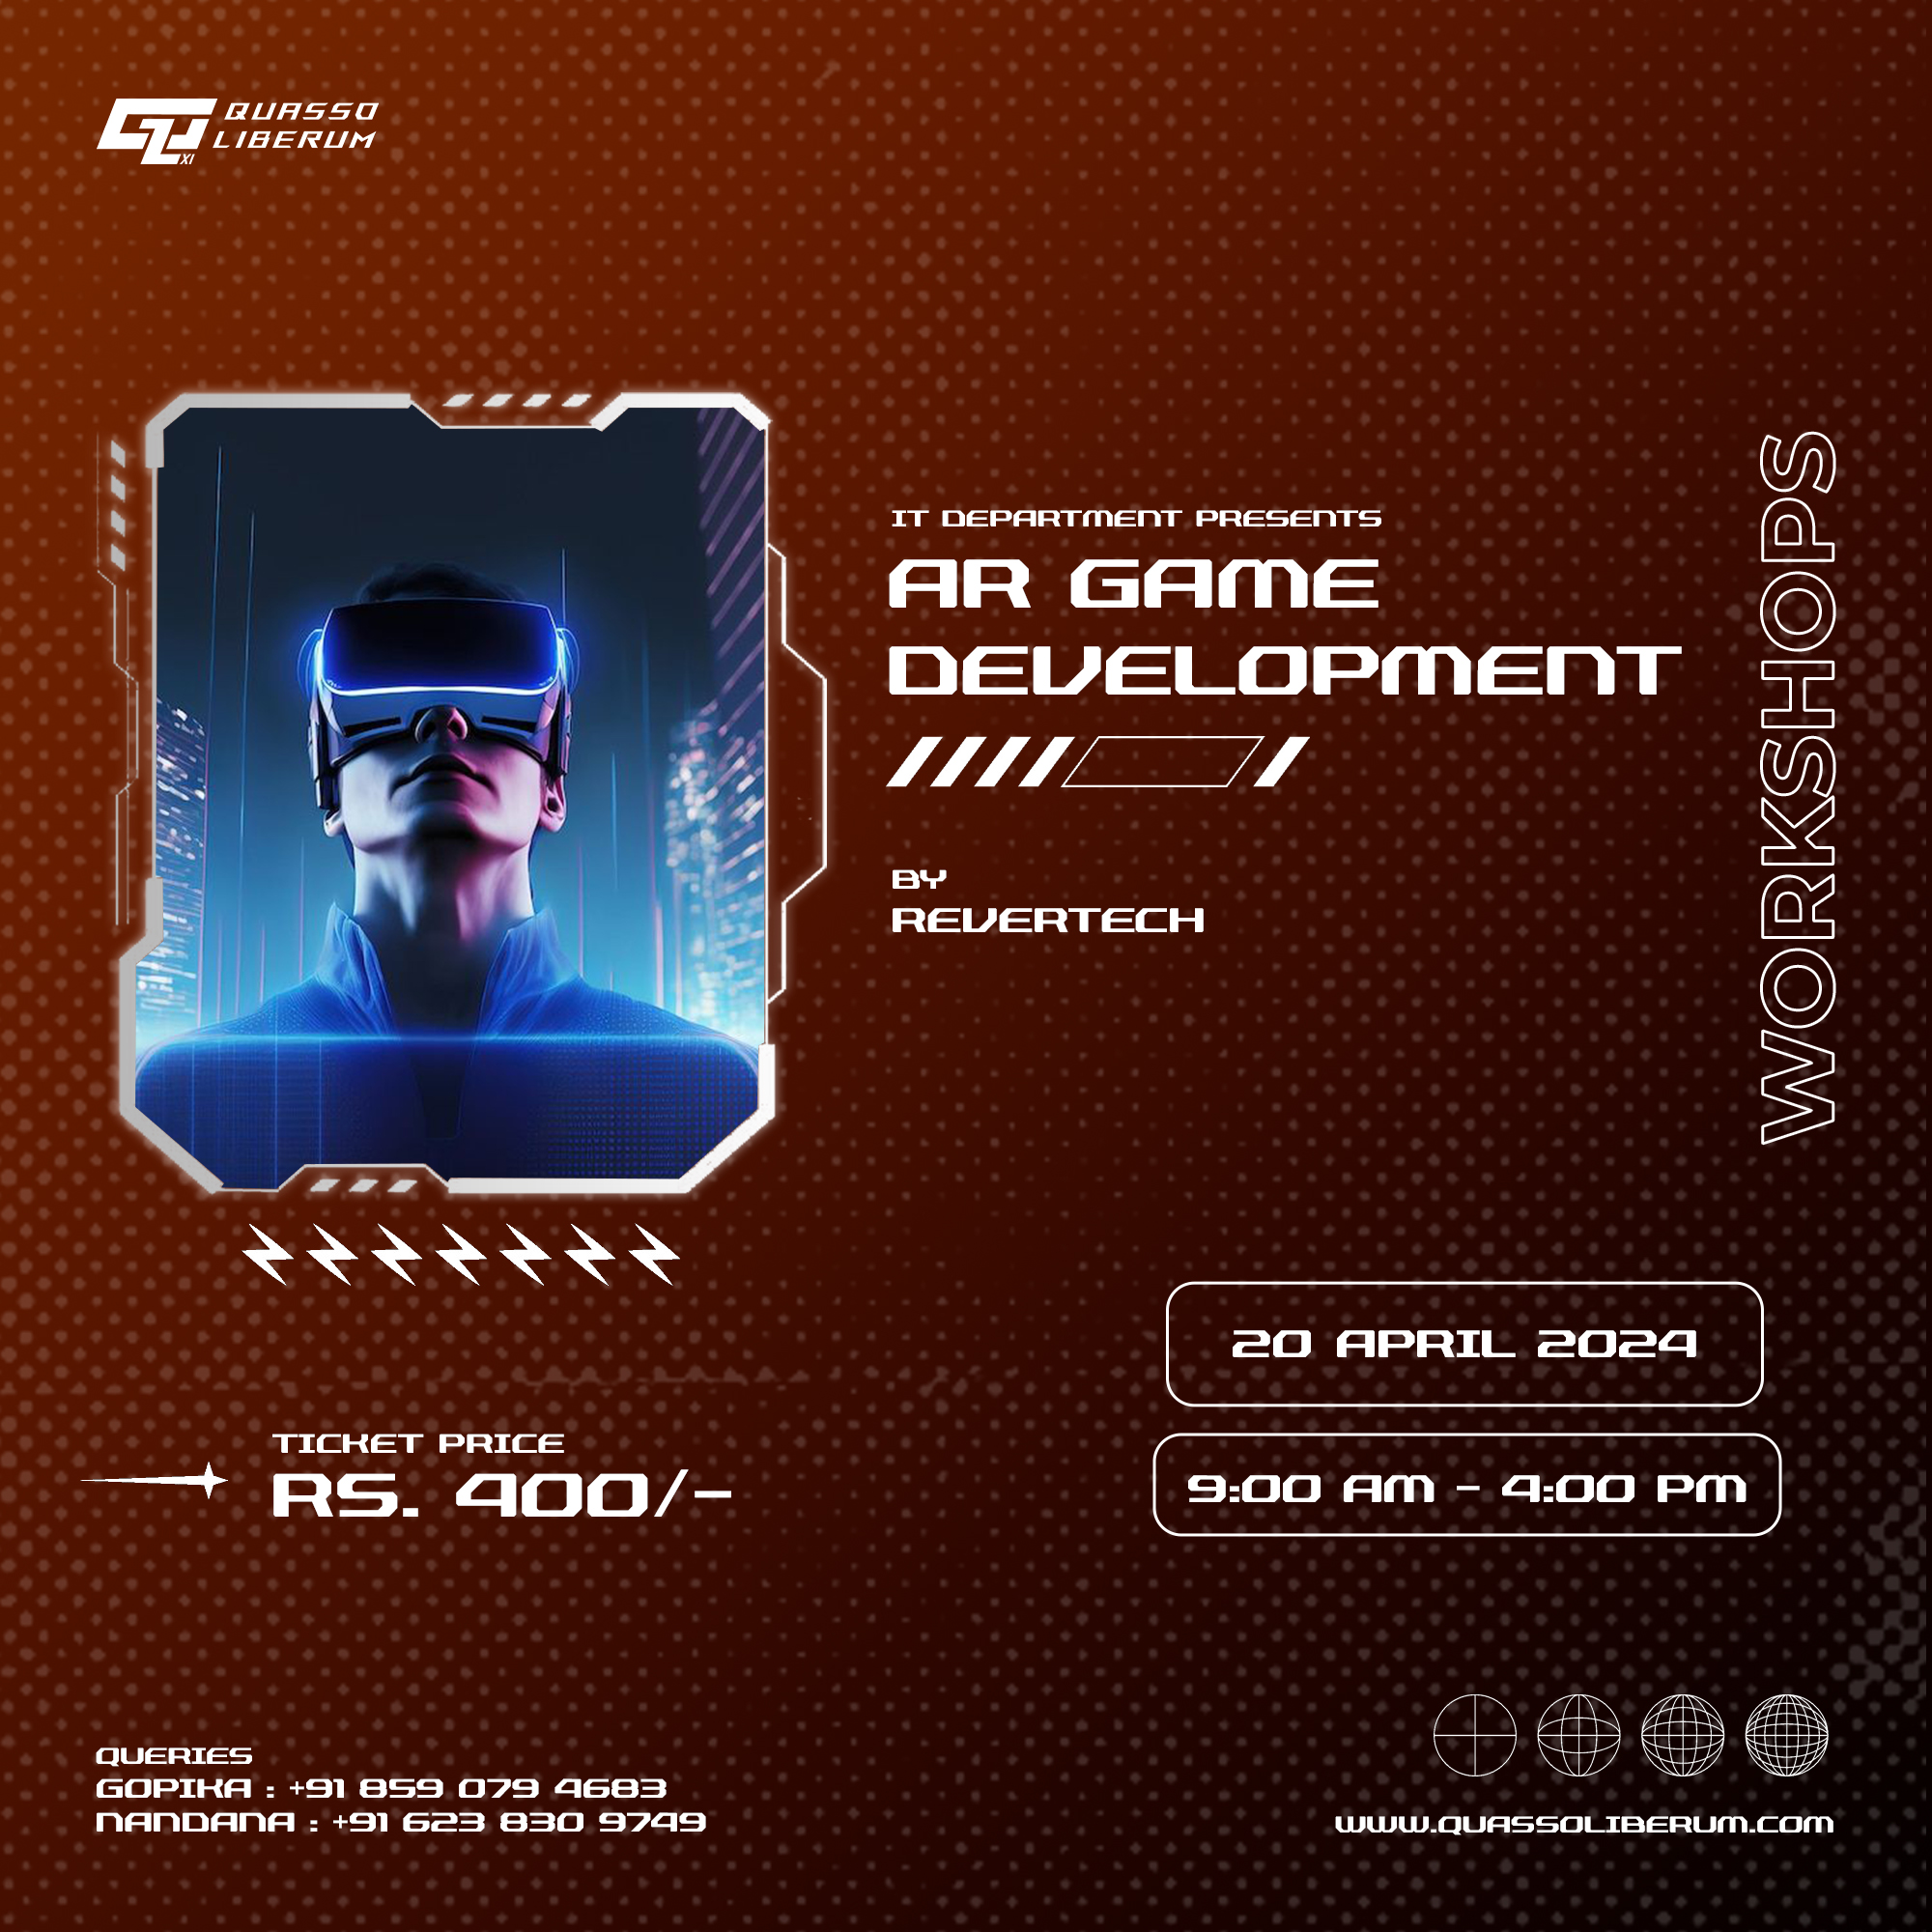 QUASSO
LIBERUM
XI
IT DEPARTMENT PRESENTS
AR GAME
DEVELOPMENT
BY
REVERTECH
WORKSHOPS
20 APRIL 2024
9:00 AM - 4:00 PM
TICKET PRICE
RS. 400/-
QUERIES
GOPIKA : +91 859 079 4683
NANDANA : +91 623 830 9749
WWW.QUASSOLIBERUM.COM